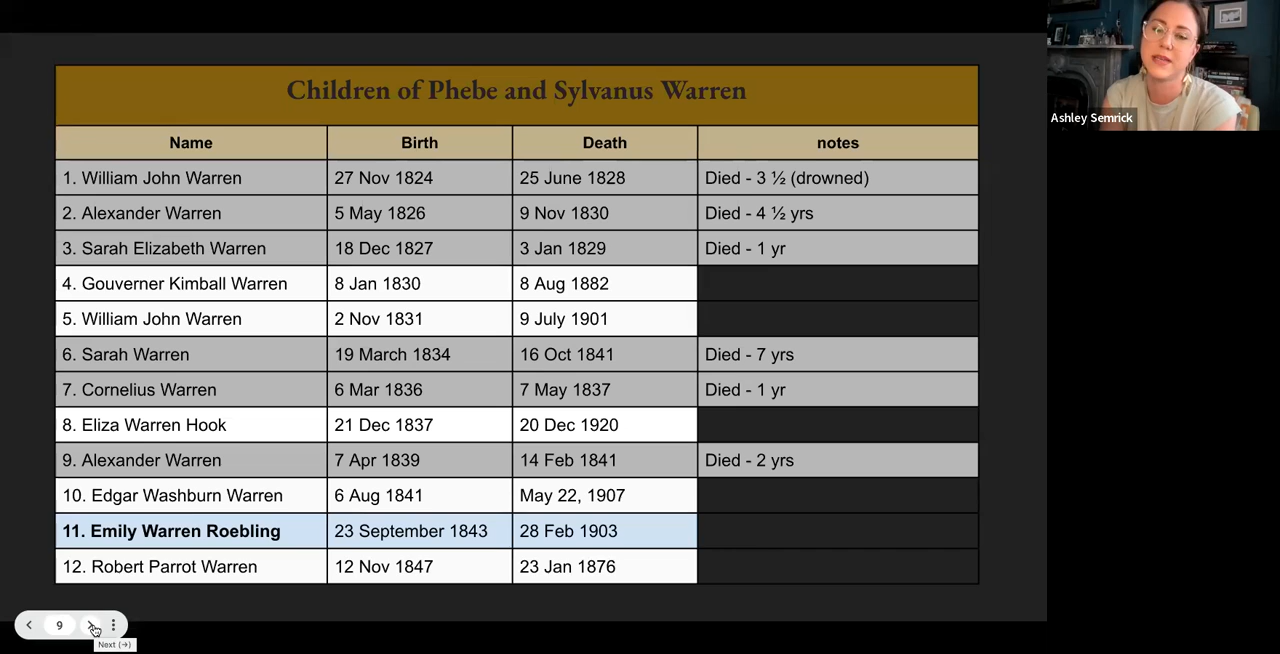 Children of Phebe and Sylvanus Warren
Name Birth Death notes
1. William John Warren 27 Nov 1824 25 June 1828 Died - 3 ½ (drowned)
2. Alexander Warren 5 May 1826 9 Nov 1830 Died - 4 ½ yrs
3. Sarah Elizabeth Warren 18 Dec 1827 3 Jan 1829 Died - 1 yr
4. Gouverner Kimball Warren 8 Jan 1830 8 Aug 1882
5. William John Warren 2 Nov 1831 9 July 1901
6. Sarah Warren 19 March 1834 16 Oct 1841 Died - 7 yrs
7. Cornelius Warren 6 Mar 1836 7 May 1837 Died - 1 yr
8. Eliza Warren Hook 21 Dec 1837 20 Dec 1920
9. Alexander Warren 7 Apr 1839 14 Feb 1841 Died - 2 yrs
10. Edgar Washburn Warren 6 Aug 1841 May 22, 1907
11. Emily Warren Roebling 23 September 1843 28 Feb 1903
12. Robert Parrot Warren 12 Nov 1847 23 Jan 1876
Ashley Semrick
9
Next (→)